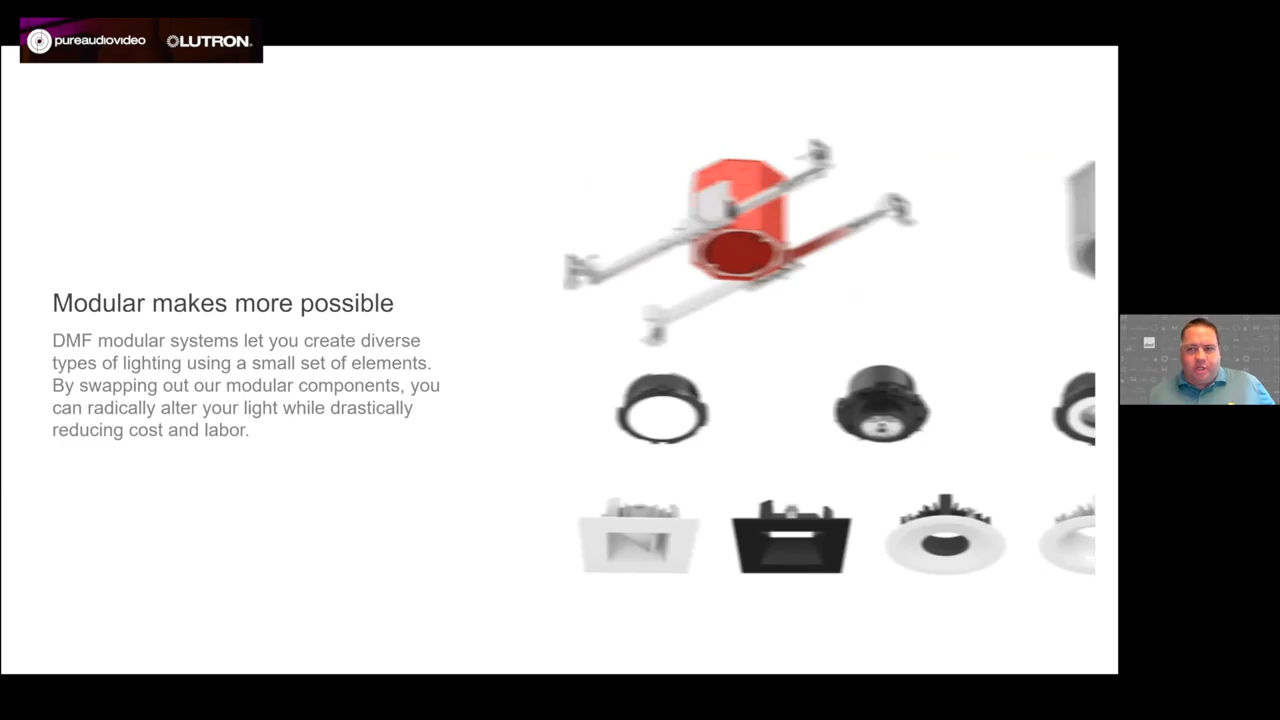 pureaudiovideo LUTRON
Modular makes more possible
DMF modular systems let you create diverse
types of lighting using a small set of elements.
By swapping out our modular components, you
can radically alter your light while drastically
reducing cost and labor.
dmf